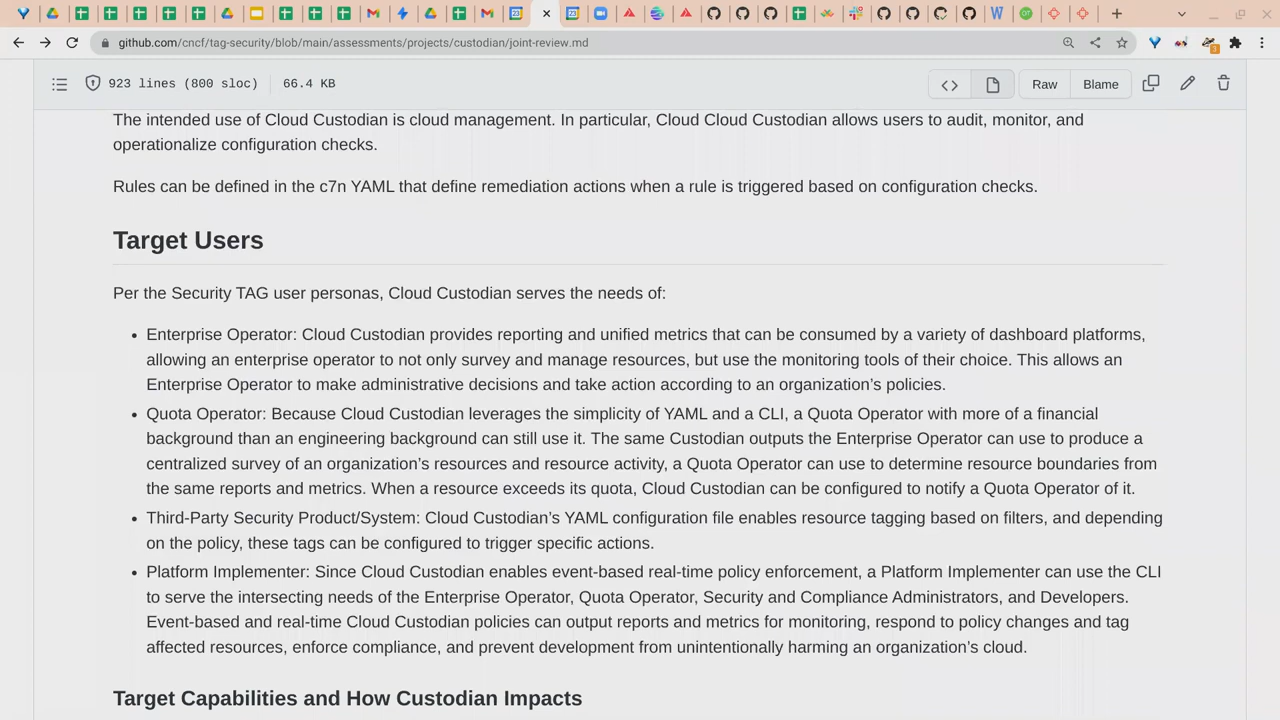 github.com/cncf/tag-security/blob/main/assessments/projects/custodian/joint-review.md
923 lines (800 sloc) 66.4 KB
Raw
Blame
The intended use of Cloud Custodian is cloud management. In particular, Cloud Cloud Custodian allows users to audit, monitor, and
operationalize configuration checks.
Rules can be defined in the c7n YAML that define remediation actions when a rule is triggered based on configuration checks.
Target Users
Per the Security TAG user personas, Cloud Custodian serves the needs of:
• Enterprise Operator: Cloud Custodian provides reporting and unified metrics that can be consumed by a variety of dashboard platforms,
allowing an enterprise operator to not only survey and manage resources, but use the monitoring tools of their choice. This allows an
Enterprise Operator to make administrative decisions and take action according to an organization’s policies.
• Quota Operator: Because Cloud Custodian leverages the simplicity of YAML and a CLI, a Quota Operator with more of a financial
background than an engineering background can still use it. The same Custodian outputs the Enterprise Operator can use to produce a
centralized survey of an organization’s resources and resource activity, a Quota Operator can use to determine resource boundaries from
the same reports and metrics. When a resource exceeds its quota, Cloud Custodian can be configured to notify a Quota Operator of it.
• Third-Party Security Product/System: Cloud Custodian’s YAML configuration file enables resource tagging based on filters, and depending
on the policy, these tags can be configured to trigger specific actions.
• Platform Implementer: Since Cloud Custodian enables event-based real-time policy enforcement, a Platform Implementer can use the CLI
to serve the intersecting needs of the Enterprise Operator, Quota Operator, Security and Compliance Administrators, and Developers.
Event-based and real-time Cloud Custodian policies can output reports and metrics for monitoring, respond to policy changes and tag
affected resources, enforce compliance, and prevent development from unintentionally harming an organization’s cloud.
Target Capabilities and How Custodian Impacts